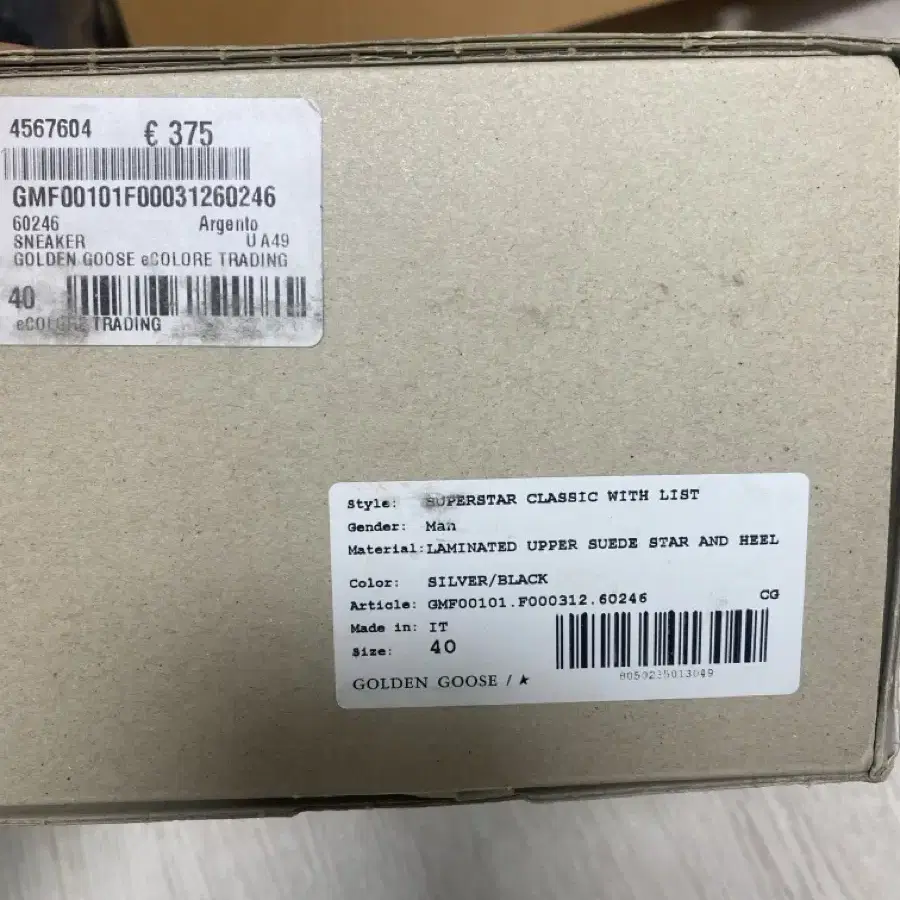 4567604 € 375
GMF00101F00031260246
60246 Argento
SNEAKER U A49
GOLDEN GOOSE eCOLORE TRADING
40
eCOLORE TRADING
Style: SUPERSTAR CLASSIC WITH LIST
Gender: Man
Material:LAMINATED UPPER SUEDE STAR AND HEEL
Color: SILVER/BLACK
Article: GMF00101.F000312.60246 CG
Made in: IT
Size: 40
GOLDEN GOOSE / ★